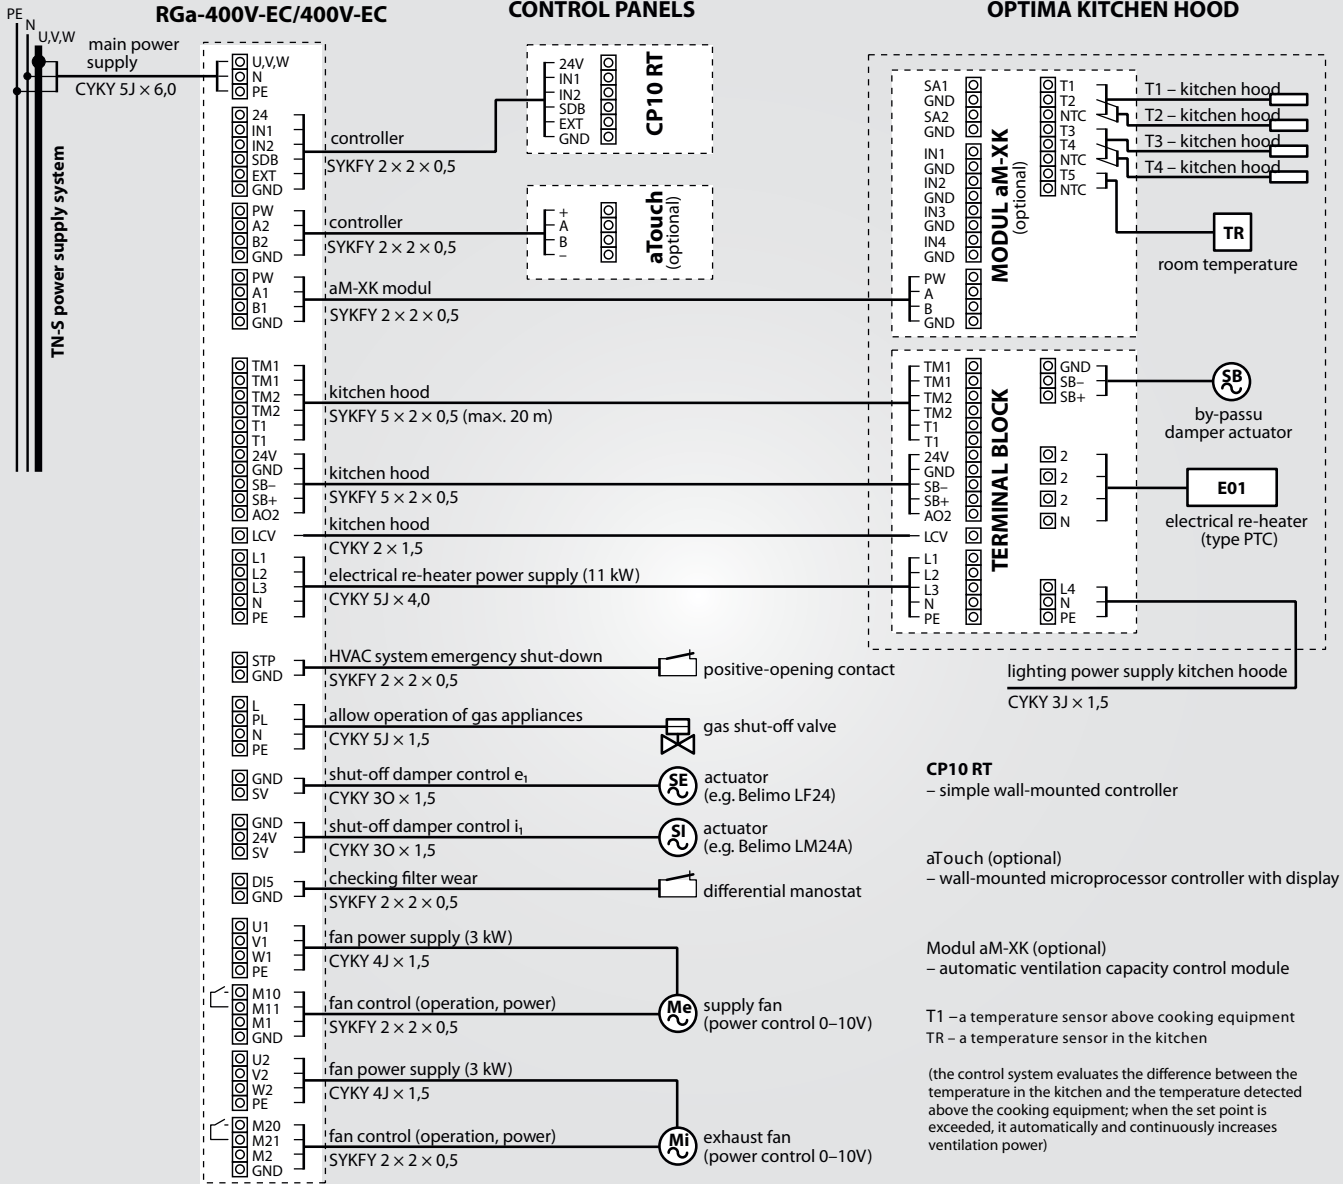 RGa-400V-EC/400V-EC
CONTROL PANELS
OPTIMA KITCHEN HOOD
PE
N
U,V,W
main power
supply
CYKY 5J × 6,0
TN-S power supply system
U,V,W
N
PE
24
IN1
IN2
SDB
EXT
GND
controller
SYKFY 2 × 2 × 0,5
PW
A2
B2
GND
controller
SYKFY 2 × 2 × 0,5
PW
A1
B1
GND
aM-XK modul
SYKFY 2 × 2 × 0,5
TM1
TM1
TM2
TM2
T1
T1
kitchen hood
SYKFY 5 × 2 × 0,5 (max. 20 m)
24V
GND
SB–
SB+
AO2
kitchen hood
SYKFY 5 × 2 × 0,5
LCV
kitchen hood
CYKY 2 × 1,5
L1
L2
L3
N
PE
electrical re-heater power supply (11 kW)
CYKY 5J × 4,0
STP
GND
HVAC system emergency shut-down
SYKFY 2 × 2 × 0,5
positive-opening contact
L
PL
N
PE
allow operation of gas appliances
CYKY 5J × 1,5
gas shut-off valve
GND
SV
shut-off damper control e₁
CYKY 3O × 1,5
SE
actuator
(e.g. Belimo LF24)
GND
24V
SV
shut-off damper control i₁
CYKY 3O × 1,5
SI
actuator
(e.g. Belimo LM24A)
DI5
GND
checking filter wear
SYKFY 2 × 2 × 0,5
differential manostat
U1
V1
W1
PE
fan power supply (3 kW)
CYKY 4J × 1,5
M10
M11
M1
GND
fan control (operation, power)
SYKFY 2 × 2 × 0,5
Me
supply fan
(power control 0–10V)
U2
V2
W2
PE
fan power supply (3 kW)
CYKY 4J × 1,5
M20
M21
M2
GND
fan control (operation, power)
SYKFY 2 × 2 × 0,5
Mi
exhaust fan
(power control 0–10V)
24V
IN1
IN2
SDB
EXT
GND
CP10 RT
+
A
B
–
aTouch
(optional)
SA1
GND
SA2
GND
IN1
GND
IN2
GND
IN3
GND
IN4
GND
PW
A
B
GND
MODUL aM-XK
(optional)
T1
T2
NTC
T3
T4
NTC
T5
NTC
T1 – kitchen hood
T2 – kitchen hood
T3 – kitchen hood
T4 – kitchen hood
TR
room temperature
TM1
TM1
TM2
TM2
T1
T1
24V
GND
SB–
SB+
AO2
LCV
L1
L2
L3
N
PE
TERMINAL BLOCK
GND
SB–
SB+
SB
by-passu
damper actuator
2
2
2
N
E01
electrical re-heater
(type PTC)
L4
N
PE
lighting power supply kitchen hoode
CYKY 3J × 1,5
CP10 RT
– simple wall-mounted controller
aTouch (optional)
– wall-mounted microprocessor controller with display
Modul aM-XK (optional)
– automatic ventilation capacity control module
T1 –a temperature sensor above cooking equipment
TR – a temperature sensor in the kitchen
(the control system evaluates the difference between the
temperature in the kitchen and the temperature detected
above the cooking equipment; when the set point is
exceeded, it automatically and continuously increases
ventilation power)